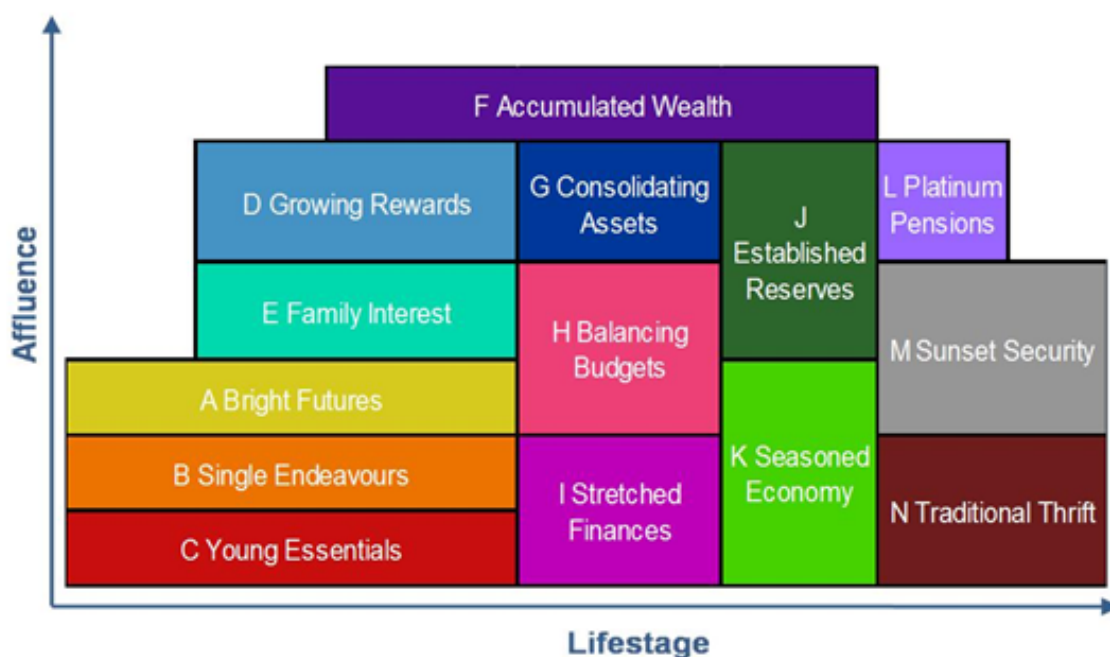 Affluence
F Accumulated Wealth
D Growing Rewards
G Consolidating
Assets
J
Established
Reserves
L Platinum
Pensions
E Family Interest
H Balancing
Budgets
M Sunset Security
A Bright Futures
B Single Endeavours
K Seasoned
Economy
I Stretched
Finances
N Traditional Thrift
C Young Essentials
Lifestage